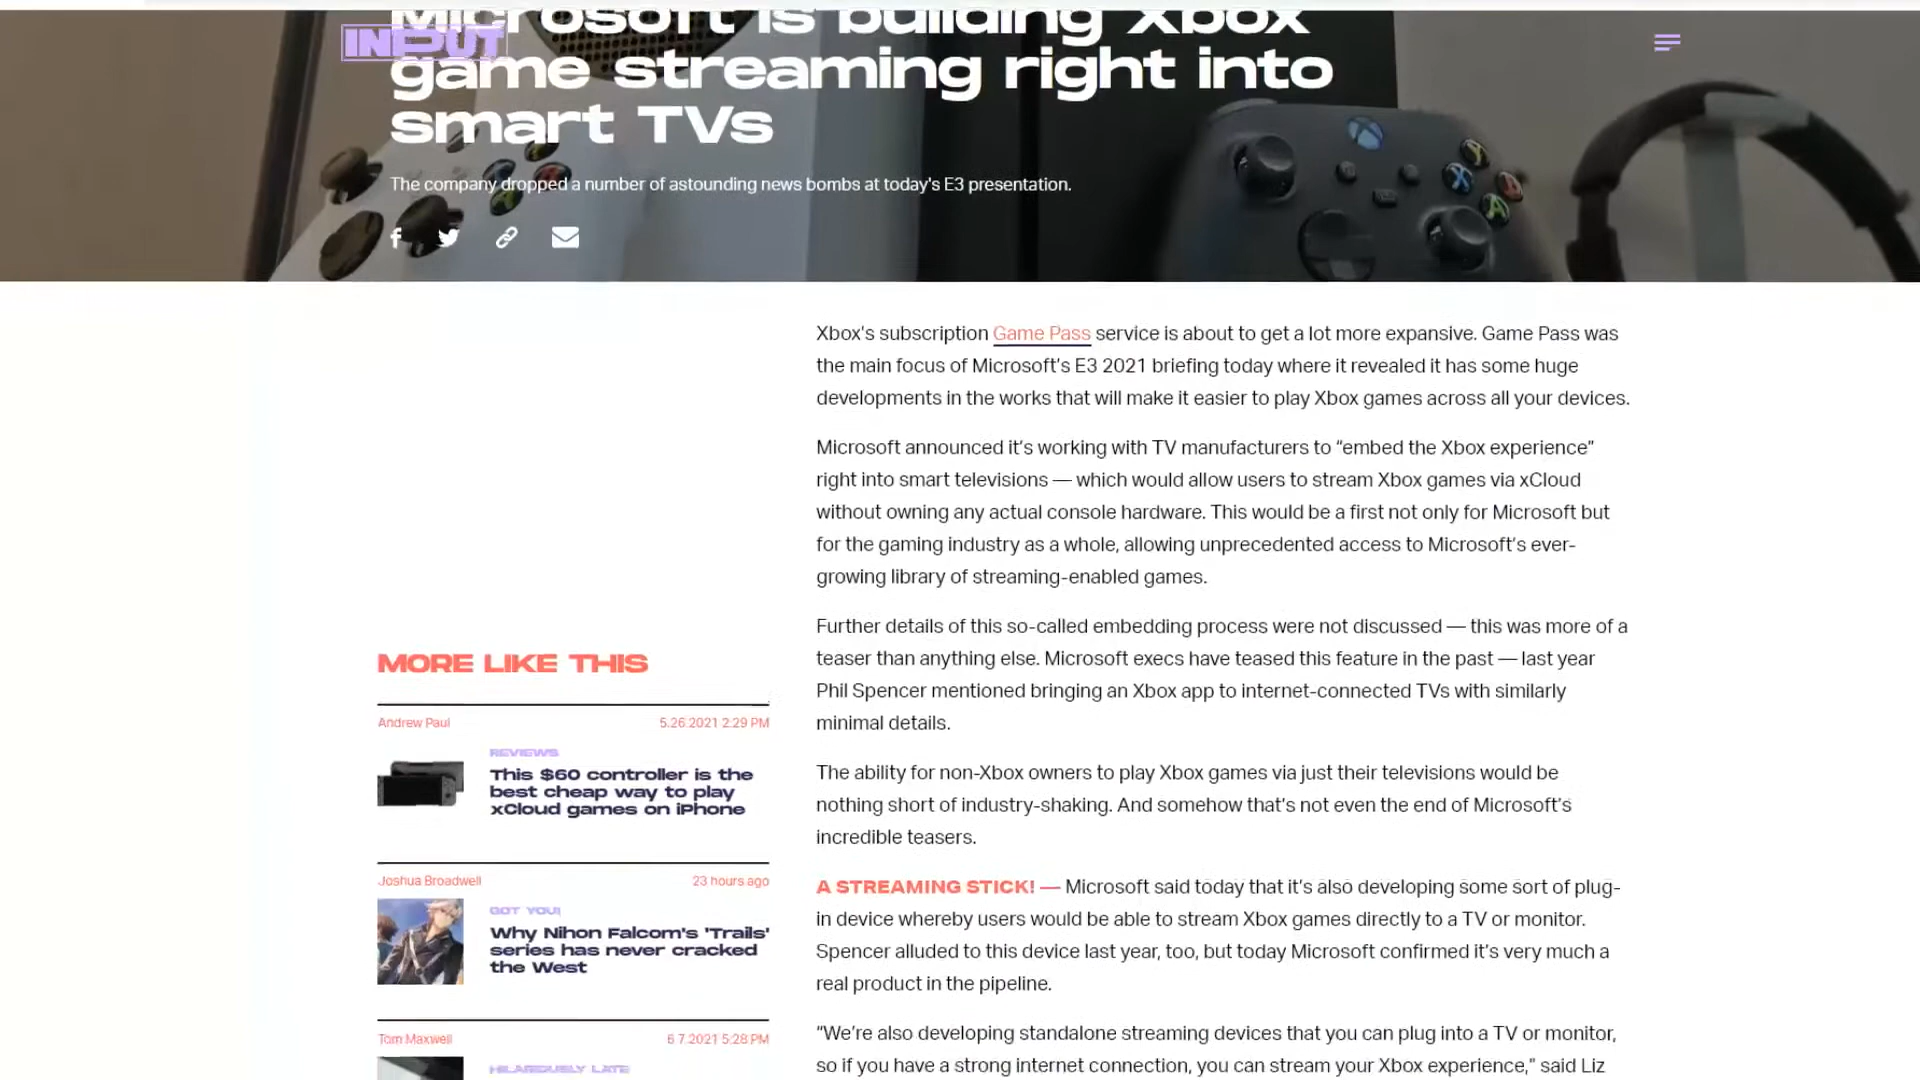 Microsoft is building Xbox
INPUT
game streaming right into
smart TVs
The company dropped a number of astounding news bombs at today's E3 presentation.
Xbox's subscription Game Pass service is about to get a lot more expansive. Game Pass was
the main focus of Microsoft’s E3 2021 briefing today where it revealed it has some huge
developments in the works that will make it easier to play Xbox games across all your devices.
Microsoft announced it’s working with TV manufacturers to “embed the Xbox experience”
right into smart televisions — which would allow users to stream Xbox games via xCloud
without owning any actual console hardware. This would be a first not only for Microsoft but
for the gaming industry as a whole, allowing unprecedented access to Microsoft’s ever-
growing library of streaming-enabled games.
Further details of this so-called embedding process were not discussed — this was more of a
teaser than anything else. Microsoft execs have teased this feature in the past — last year
Phil Spencer mentioned bringing an Xbox app to internet-connected TVs with similarly
minimal details.
The ability for non-Xbox owners to play Xbox games via just their televisions would be
nothing short of industry-shaking. And somehow that’s not even the end of Microsoft’s
incredible teasers.
A STREAMING STICK! — Microsoft said today that it’s also developing some sort of plug-
in device whereby users would be able to stream Xbox games directly to a TV or monitor.
Spencer alluded to this device last year, too, but today Microsoft confirmed it’s very much a
real product in the pipeline.
“We’re also developing standalone streaming devices that you can plug into a TV or monitor,
so if you have a strong internet connection, you can stream your Xbox experience,” said Liz
MORE LIKE THIS
Andrew Paul 5.26.2021 2:29 PM
REVIEWS
This $60 controller is the
best cheap way to play
xCloud games on iPhone
Joshua Broadwell 23 hours ago
GOT YOU!
Why Nihon Falcom's 'Trails'
series has never cracked
the West
Tom Maxwell 6.7.2021 5:28 PM
HILARIOUSLY LATE